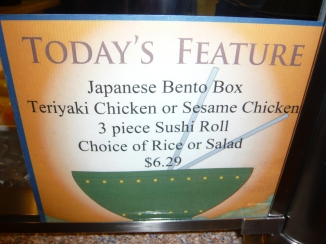 TODAY'S FEATURE
Japanese Bento Box
Teriyaki Chicken or Sesame Chicken
3 piece Sushi Roll
Choice of Rice or Salad
$6.29